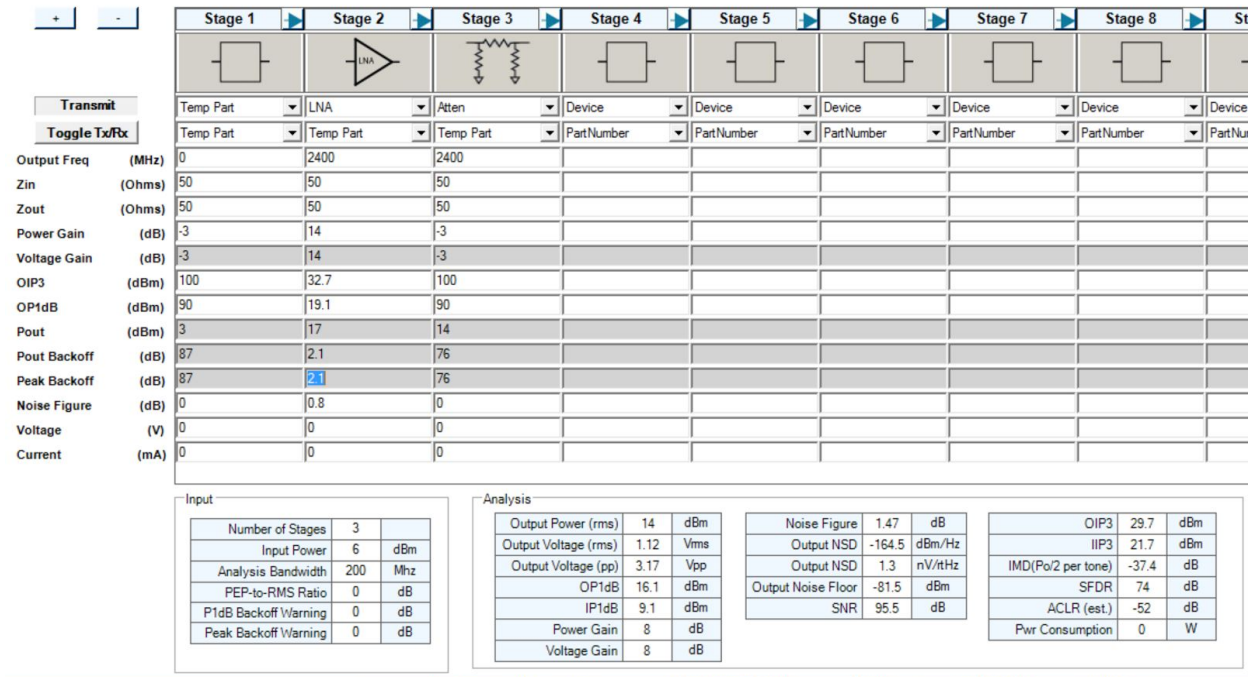 + - Stage 1 Stage 2 Stage 3 Stage 4 Stage 5 Stage 6 Stage 7 Stage 8 St
LNA
Transmit Temp Part LNA Atten Device Device Device Device Device Device
Toggle Tx/Rx Temp Part Temp Part Temp Part PartNumber PartNumber PartNumber PartNumber PartNumber PartNu
Output Freq (MHz) 0 2400 2400
Zin (Ohms) 50 50 50
Zout (Ohms) 50 50 50
Power Gain (dB) -3 14 -3
Voltage Gain (dB) -3 14 -3
OIP3 (dBm) 100 32.7 100
OP1dB (dBm) 90 19.1 90
Pout (dBm) 3 17 14
Pout Backoff (dB) 87 2.1 76
Peak Backoff (dB) 87 2.1 76
Noise Figure (dB) 0 0.8 0
Voltage (V) 0 0 0
Current (mA) 0 0 0
Input
Number of Stages 3
Input Power 6 dBm
Analysis Bandwidth 200 Mhz
PEP-to-RMS Ratio 0 dB
P1dB Backoff Warning 0 dB
Peak Backoff Warning 0 dB
Analysis
Output Power (rms) 14 dBm
Output Voltage (rms) 1.12 Vrms
Output Voltage (pp) 3.17 Vpp
OP1dB 16.1 dBm
IP1dB 9.1 dBm
Power Gain 8 dB
Voltage Gain 8 dB
Noise Figure 1.47 dB
Output NSD -164.5 dBm/Hz
Output NSD 1.3 nV/rtHz
Output Noise Floor -81.5 dBm
SNR 95.5 dB
OIP3 29.7 dBm
IIP3 21.7 dBm
IMD(Po/2 per tone) -37.4 dB
SFDR 74 dB
ACLR (est.) -52 dB
Pwr Consumption 0 W